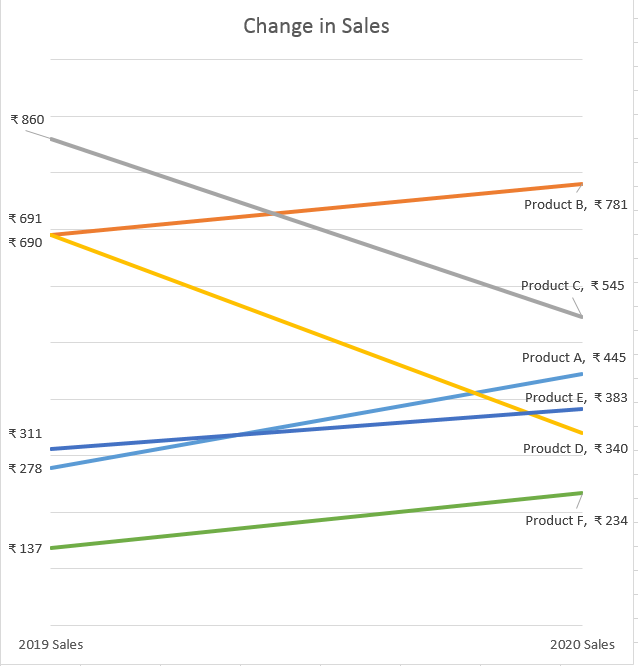 Change in Sales
₹ 860
₹ 691
₹ 690
₹ 311
₹ 278
₹ 137
Product B, ₹ 781
Product C, ₹ 545
Product A, ₹ 445
Product E, ₹ 383
Proudct D, ₹ 340
Product F, ₹ 234
2019 Sales
2020 Sales